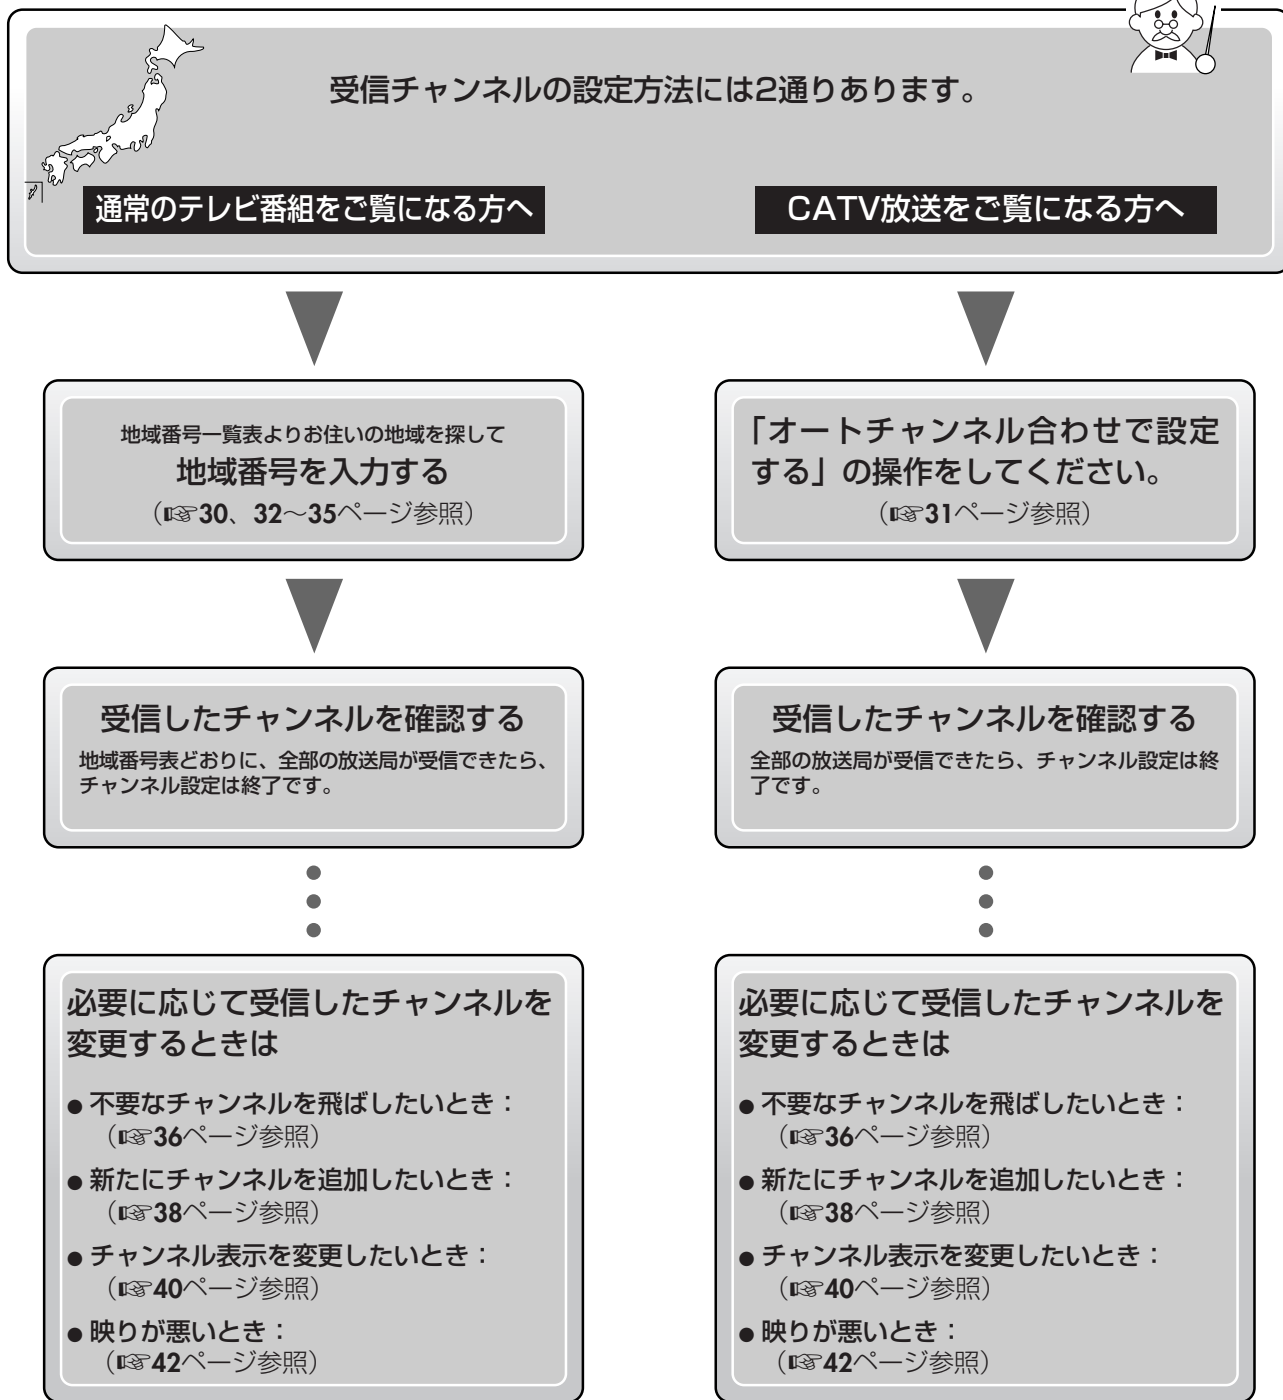 受信チャンネルの設定方法には2通りあります。
通常のテレビ番組をご覧になる方へ
地域番号一覧表よりお住いの地域を探して
地域番号を入力する
（☞30、32～35ページ参照）
受信したチャンネルを確認する
地域番号表どおりに、全部の放送局が受信できたら、
チャンネル設定は終了です。
必要に応じて受信したチャンネルを
変更するときは
● 不要なチャンネルを飛ばしたいとき：
（☞36ページ参照）
● 新たにチャンネルを追加したいとき：
（☞38ページ参照）
● チャンネル表示を変更したいとき：
（☞40ページ参照）
● 映りが悪いとき：
（☞42ページ参照）
CATV放送をご覧になる方へ
「オートチャンネル合わせで設定
する」の操作をしてください。
（☞31ページ参照）
受信したチャンネルを確認する
全部の放送局が受信できたら、チャンネル設定は終
了です。
必要に応じて受信したチャンネルを
変更するときは
● 不要なチャンネルを飛ばしたいとき：
（☞36ページ参照）
● 新たにチャンネルを追加したいとき：
（☞38ページ参照）
● チャンネル表示を変更したいとき：
（☞40ページ参照）
● 映りが悪いとき：
（☞42ページ参照）